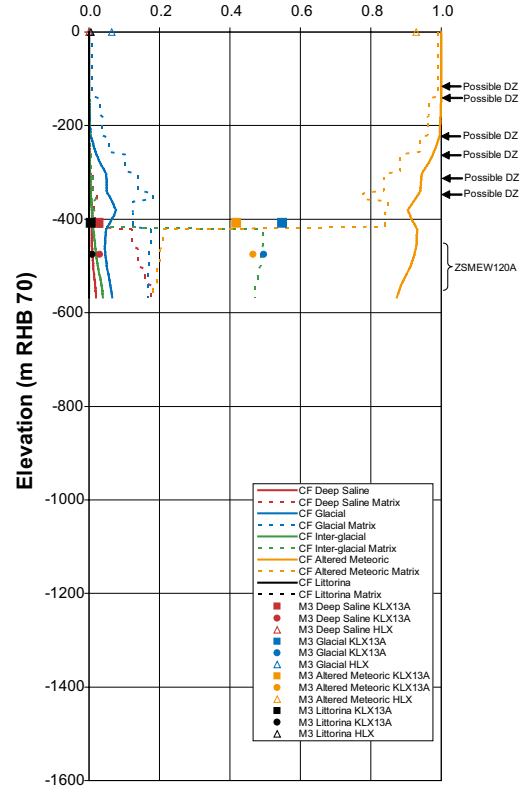 0.0 0.2 0.4 0.6 0.8 1.0
0
-200
-400
-600
-800
-1000
-1200
-1400
-1600
Elevation (m RHB 70)
Possible DZ
Possible DZ
Possible DZ
Possible DZ
Possible DZ
Possible DZ
ZSMEW120A
CF Deep Saline
CF Deep Saline Matrix
CF Glacial
CF Glacial Matrix
CF Inter-glacial
CF Inter-glacial Matrix
CF Altered Meteoric
CF Altered Meteoric Matrix
CF Littorina
CF Littorina Matrix
M3 Deep Saline KLX13A
M3 Deep Saline KLX13A
M3 Deep Saline HLX
M3 Glacial KLX13A
M3 Glacial KLX13A
M3 Glacial HLX
M3 Altered Meteoric KLX13A
M3 Altered Meteoric KLX13A
M3 Altered Meteoric HLX
M3 Littorina KLX13A
M3 Littorina KLX13A
M3 Littorina HLX